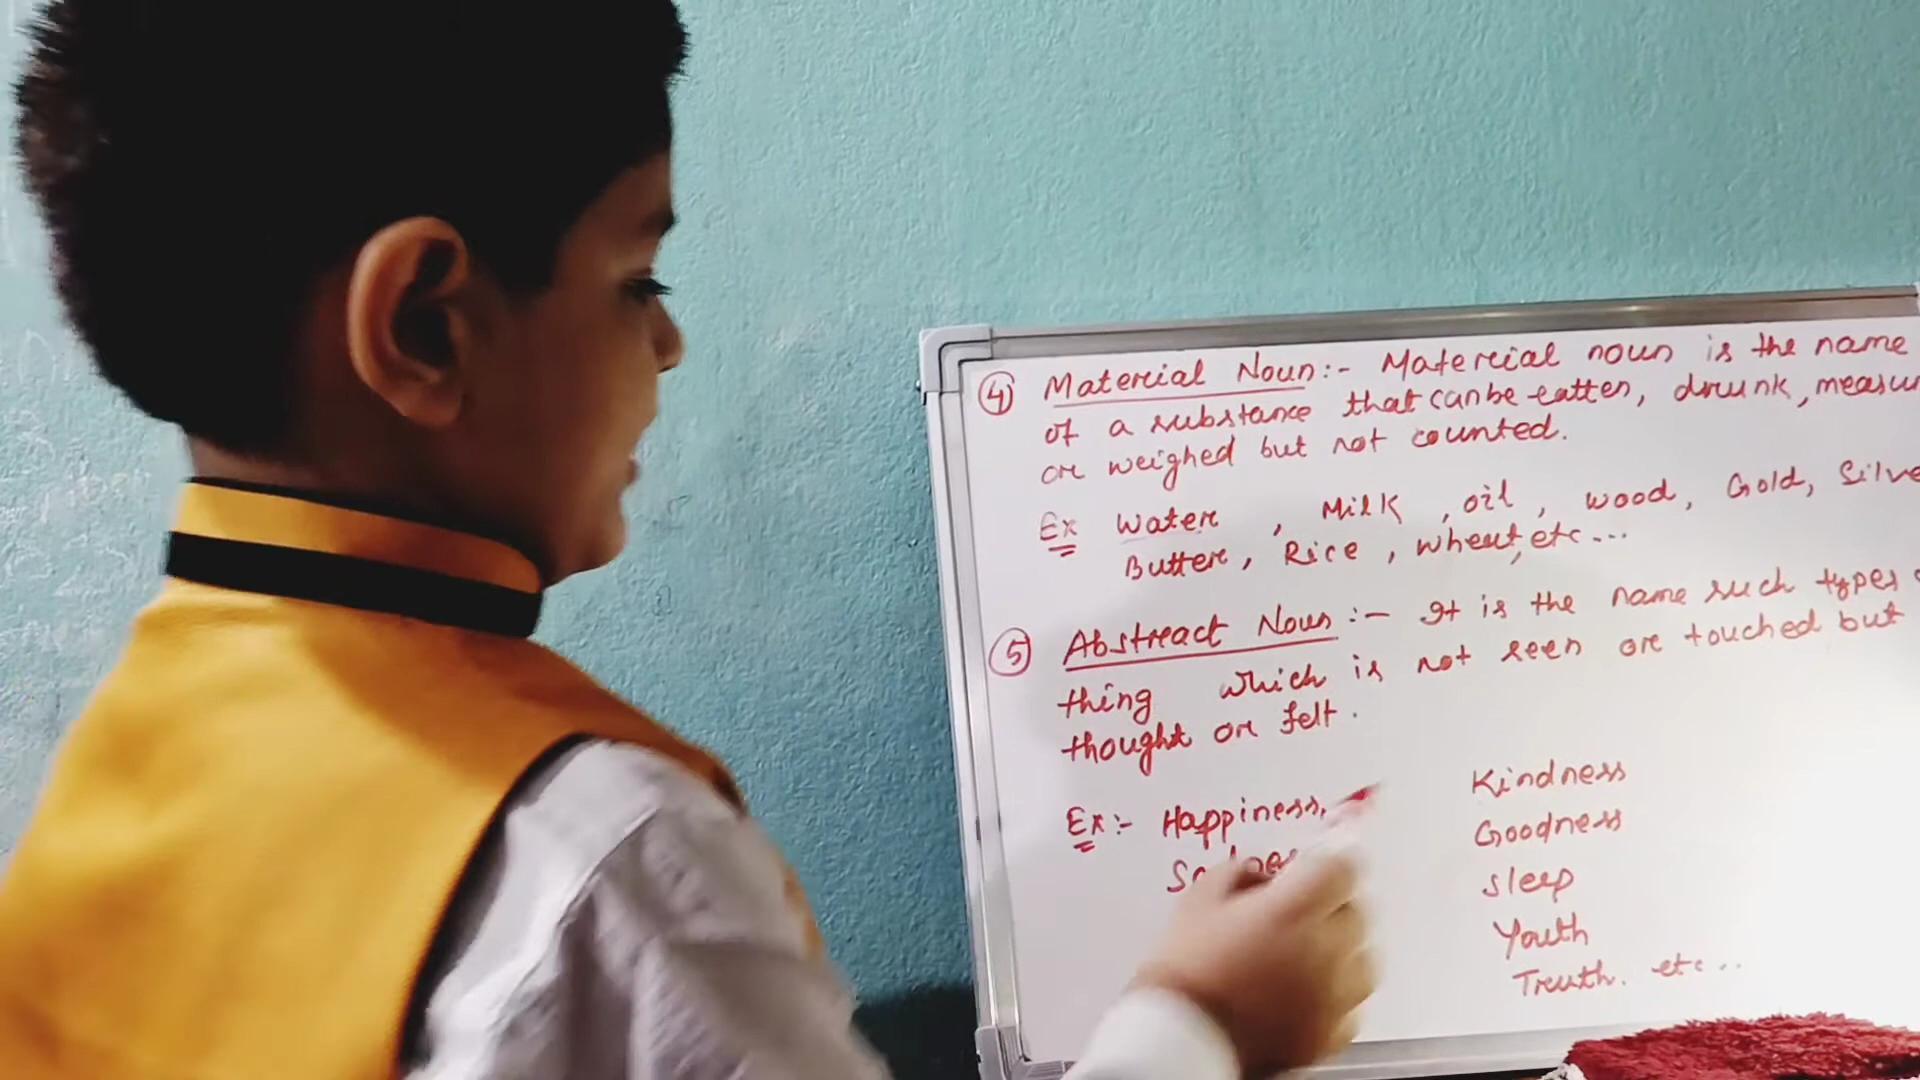 ④ Material Noun :- Material noun is the name
of a substance that can be eatten, drunk, measu
or weighed but not counted.
Ex Water, Milk, oil, wood, Gold, Silve
Butter, Rice, wheat, etc...
⑤ Abstract Noun :- It is the name such types
thing which is not seen or touched but
thought or felt.
Ex:- Happiness,
Kindness
Goodness
Sleep
Youth
Truth. etc..